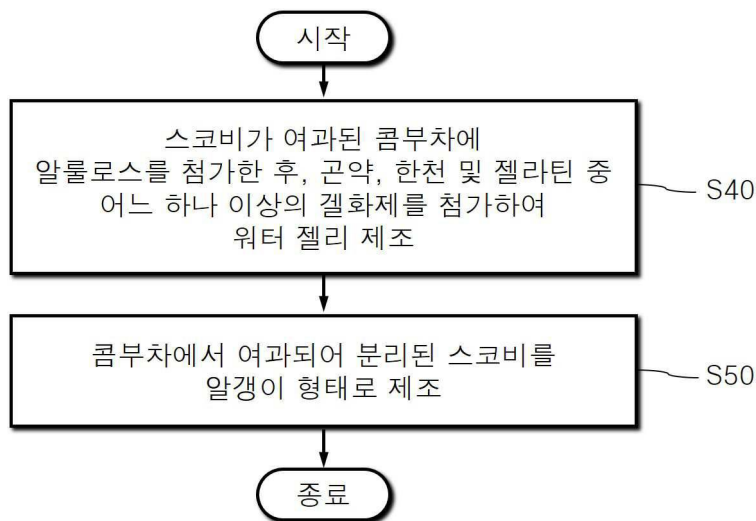 시작
스코비가 여과된 콤부차에
알룰로스를 첨가한 후, 곤약, 한천 및 젤라틴 중
어느 하나 이상의 겔화제를 첨가하여
워터 젤리 제조
S40
콤부차에서 여과되어 분리된 스코비를
알갱이 형태로 제조
S50
종료